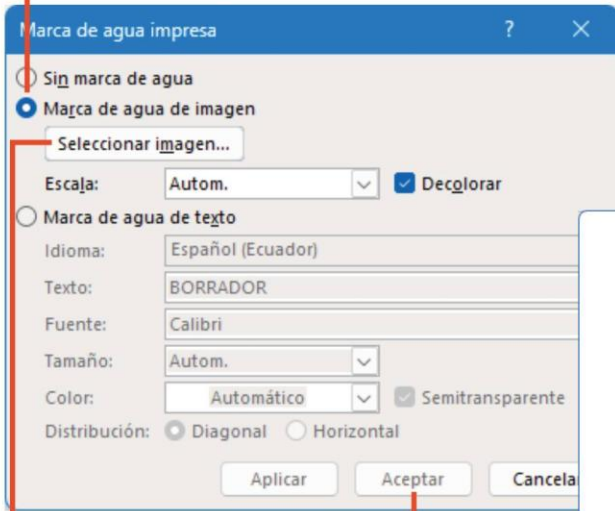 Marca de agua impresa ? ×
Sin marca de agua
Marca de agua de imagen
Seleccionar imagen...
Escala: Autom. Decolorar
Marca de agua de texto
Idioma: Español (Ecuador)
Texto: BORRADOR
Fuente: Calibri
Tamaño: Autom.
Color: Automático Semitransparente
Distribución: Diagonal Horizontal
Aplicar Aceptar Cancela